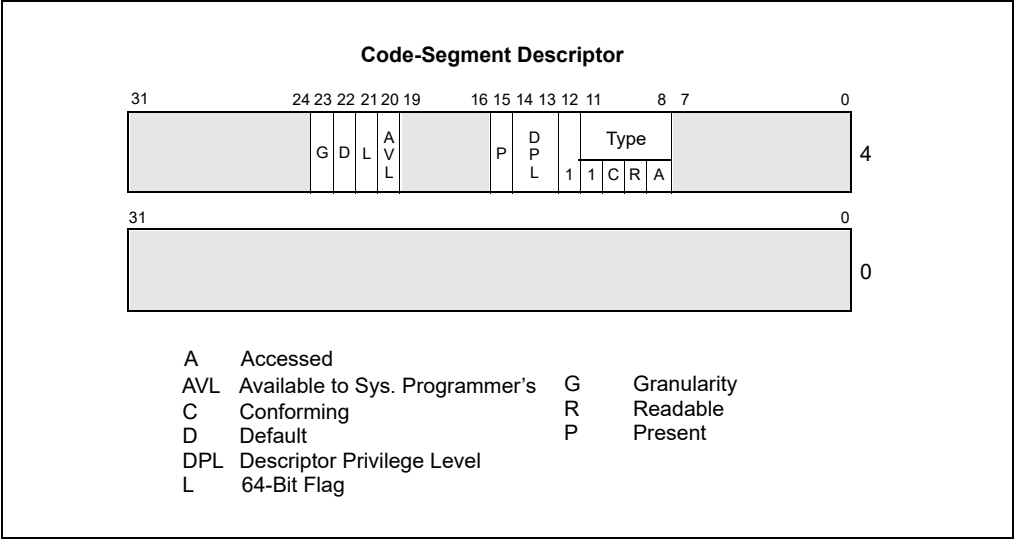 Code-Segment Descriptor
31 24 23 22 21 20 19 16 15 14 13 12 11 8 7 0
G D L AVL P DPL 1 Type 4
1 C R A
31 0
0
A Accessed
AVL Available to Sys. Programmer's
C Conforming
D Default
DPL Descriptor Privilege Level
L 64-Bit Flag
G Granularity
R Readable
P Present